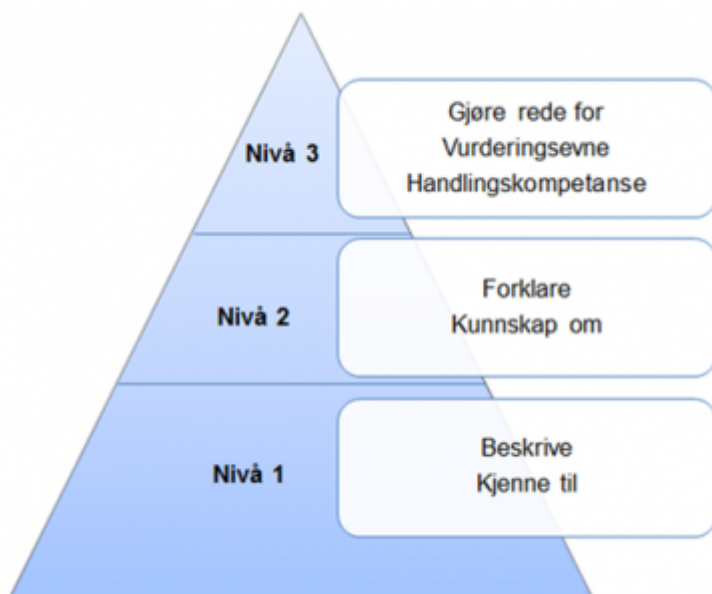 Nivå 3
Gjøre rede for
Vurderingsevne
Handlingskompetanse
Nivå 2
Forklare
Kunnskap om
Nivå 1
Beskrive
Kjenne til